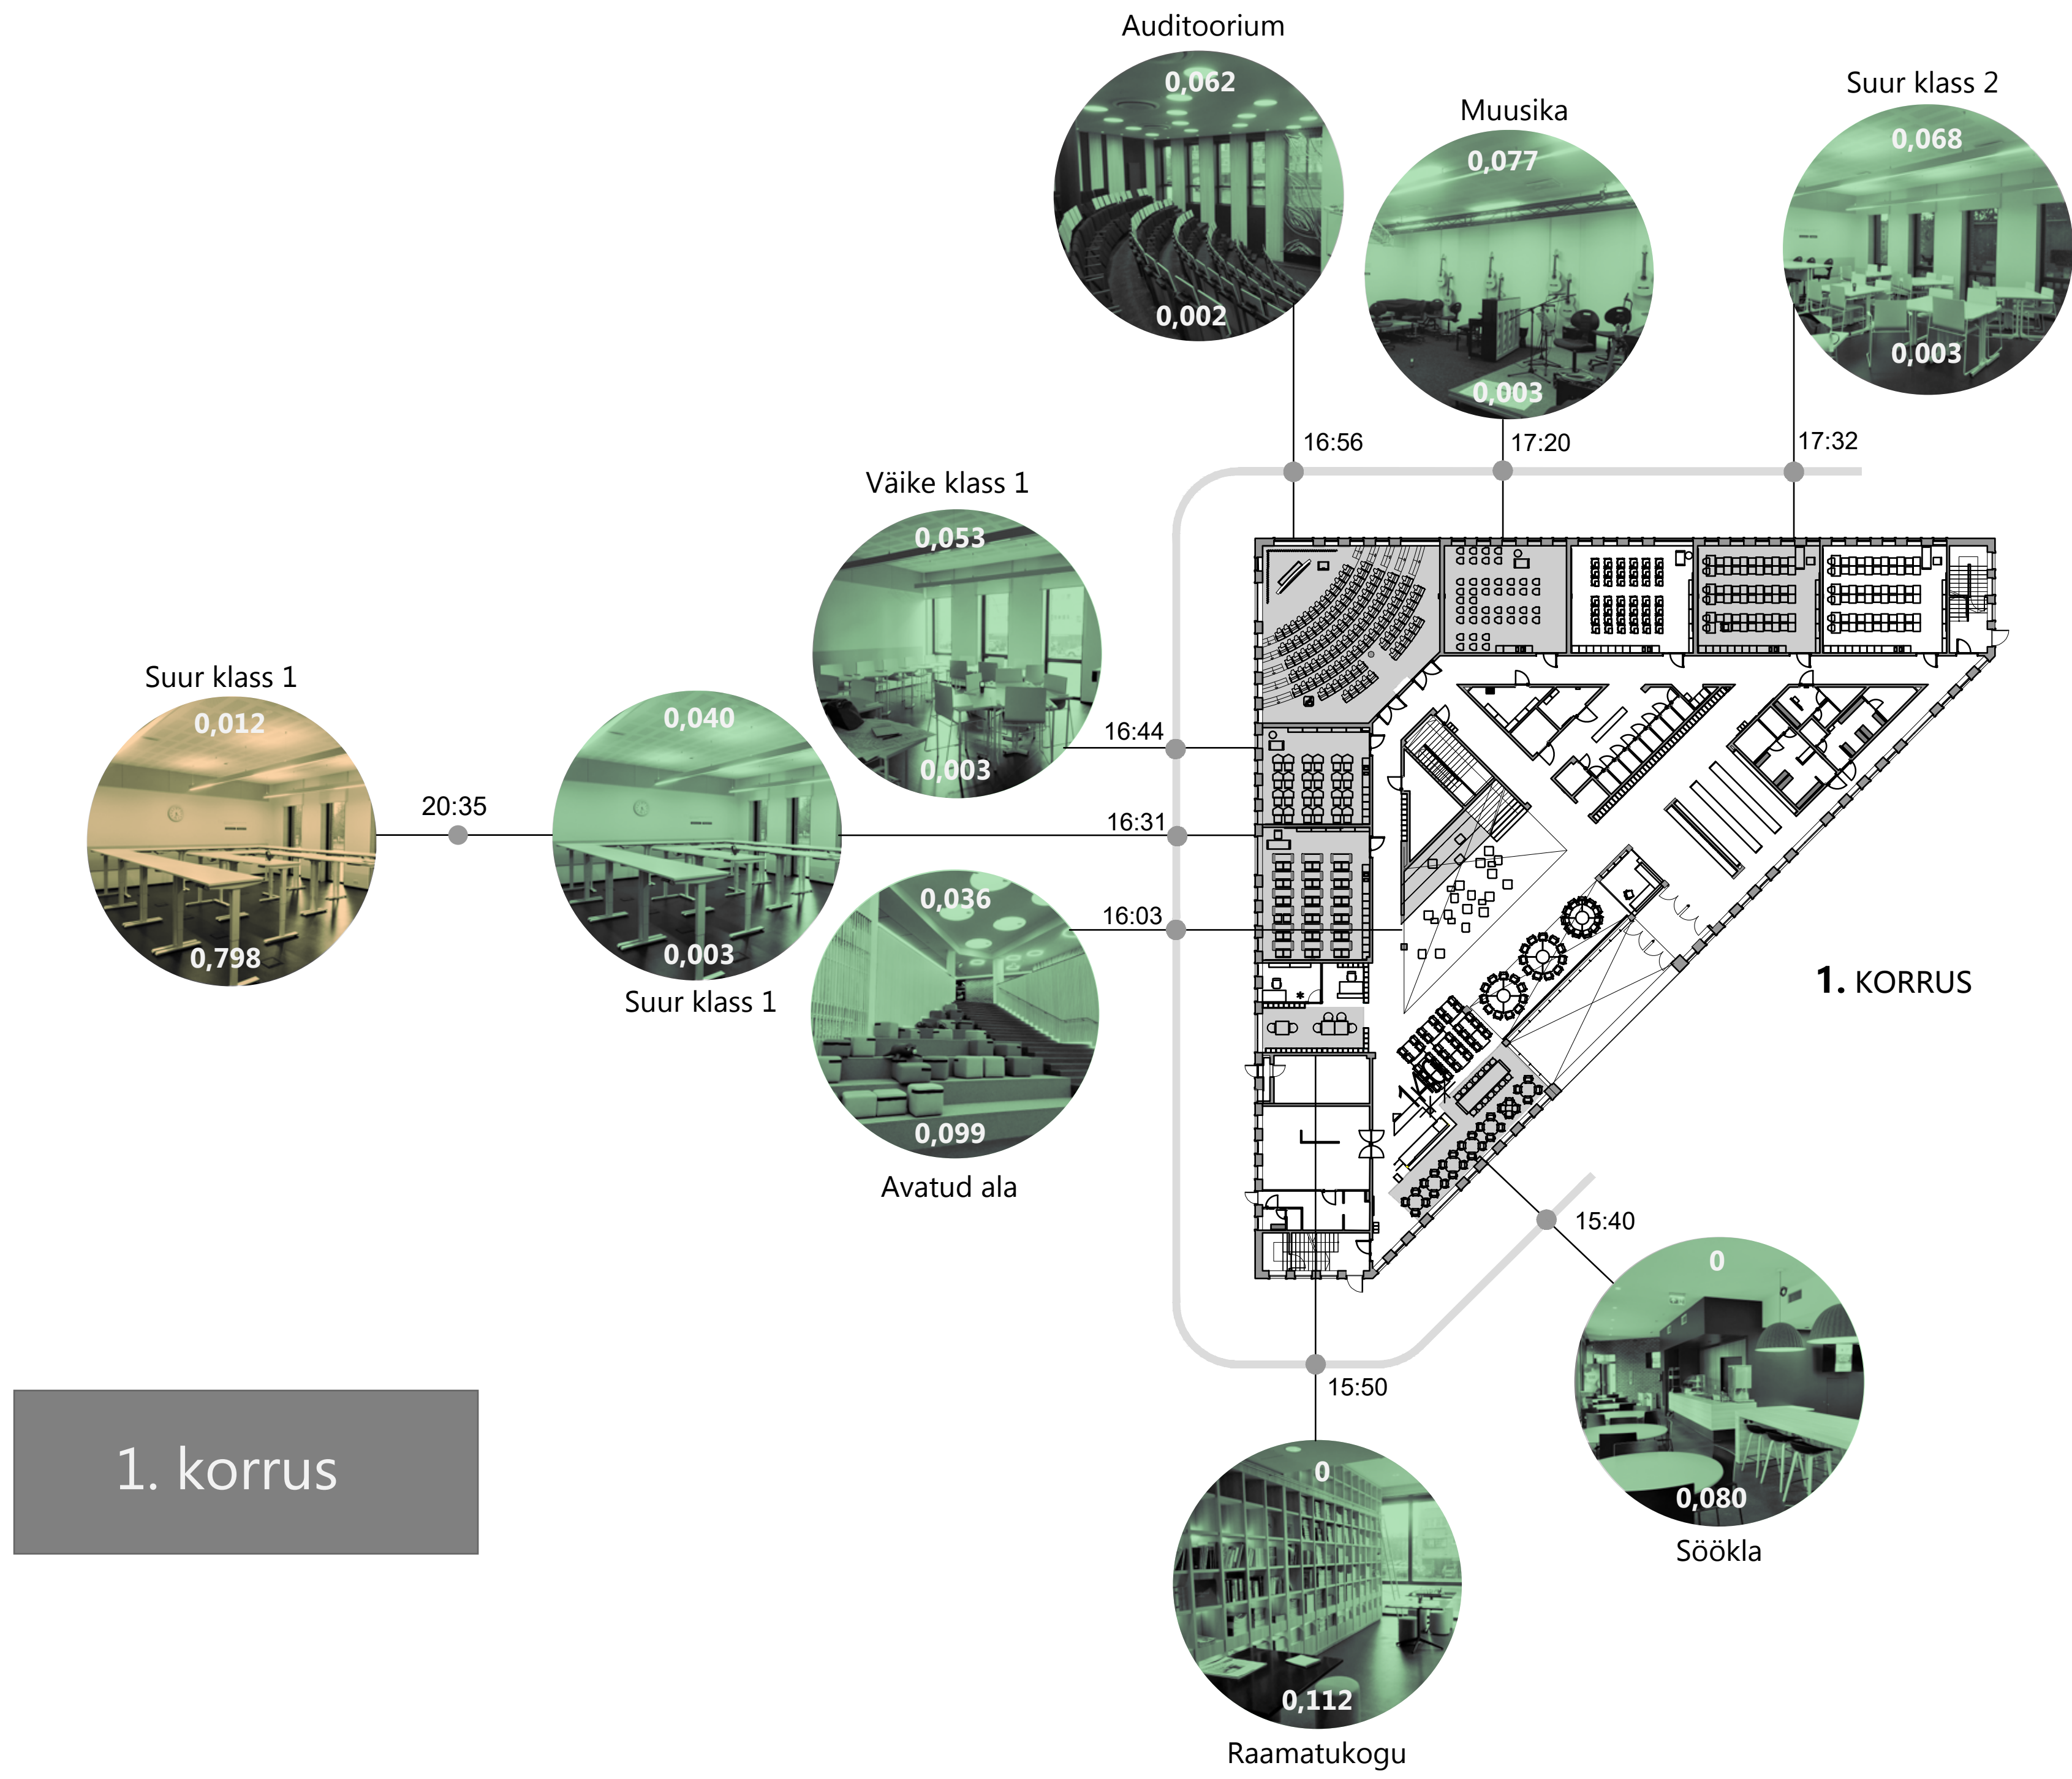 Auditoorium
0,062
0,002
16:56
Muusika
0,077
0,003
17:20
Suur klass 2
0,068
0,003
17:32
Väike klass 1
0,053
0,003
16:44
Suur klass 1
0,012
0,798
20:35
0,040
0,003
Suur klass 1
16:31
0,036
0,099
Avatud ala
16:03
1. KORRUS
15:40
0
0,080
Söökla
15:50
0
0,112
Raamatukogu
1. korrus